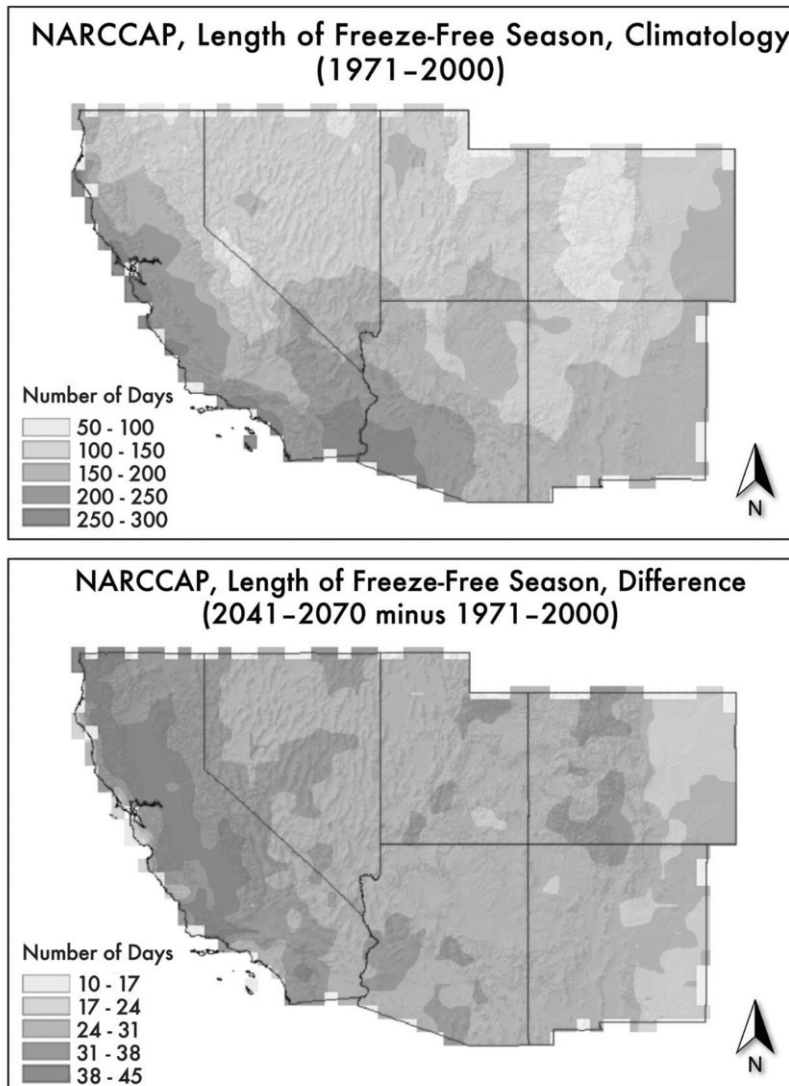 NARCCAP, Length of Freeze-Free Season, Climatology
(1971–2000)
Number of Days
50 - 100
100 - 150
150 - 200
200 - 250
250 - 300
N
NARCCAP, Length of Freeze-Free Season, Difference
(2041–2070 minus 1971–2000)
Number of Days
10 - 17
17 - 24
24 - 31
31 - 38
38 - 45
N